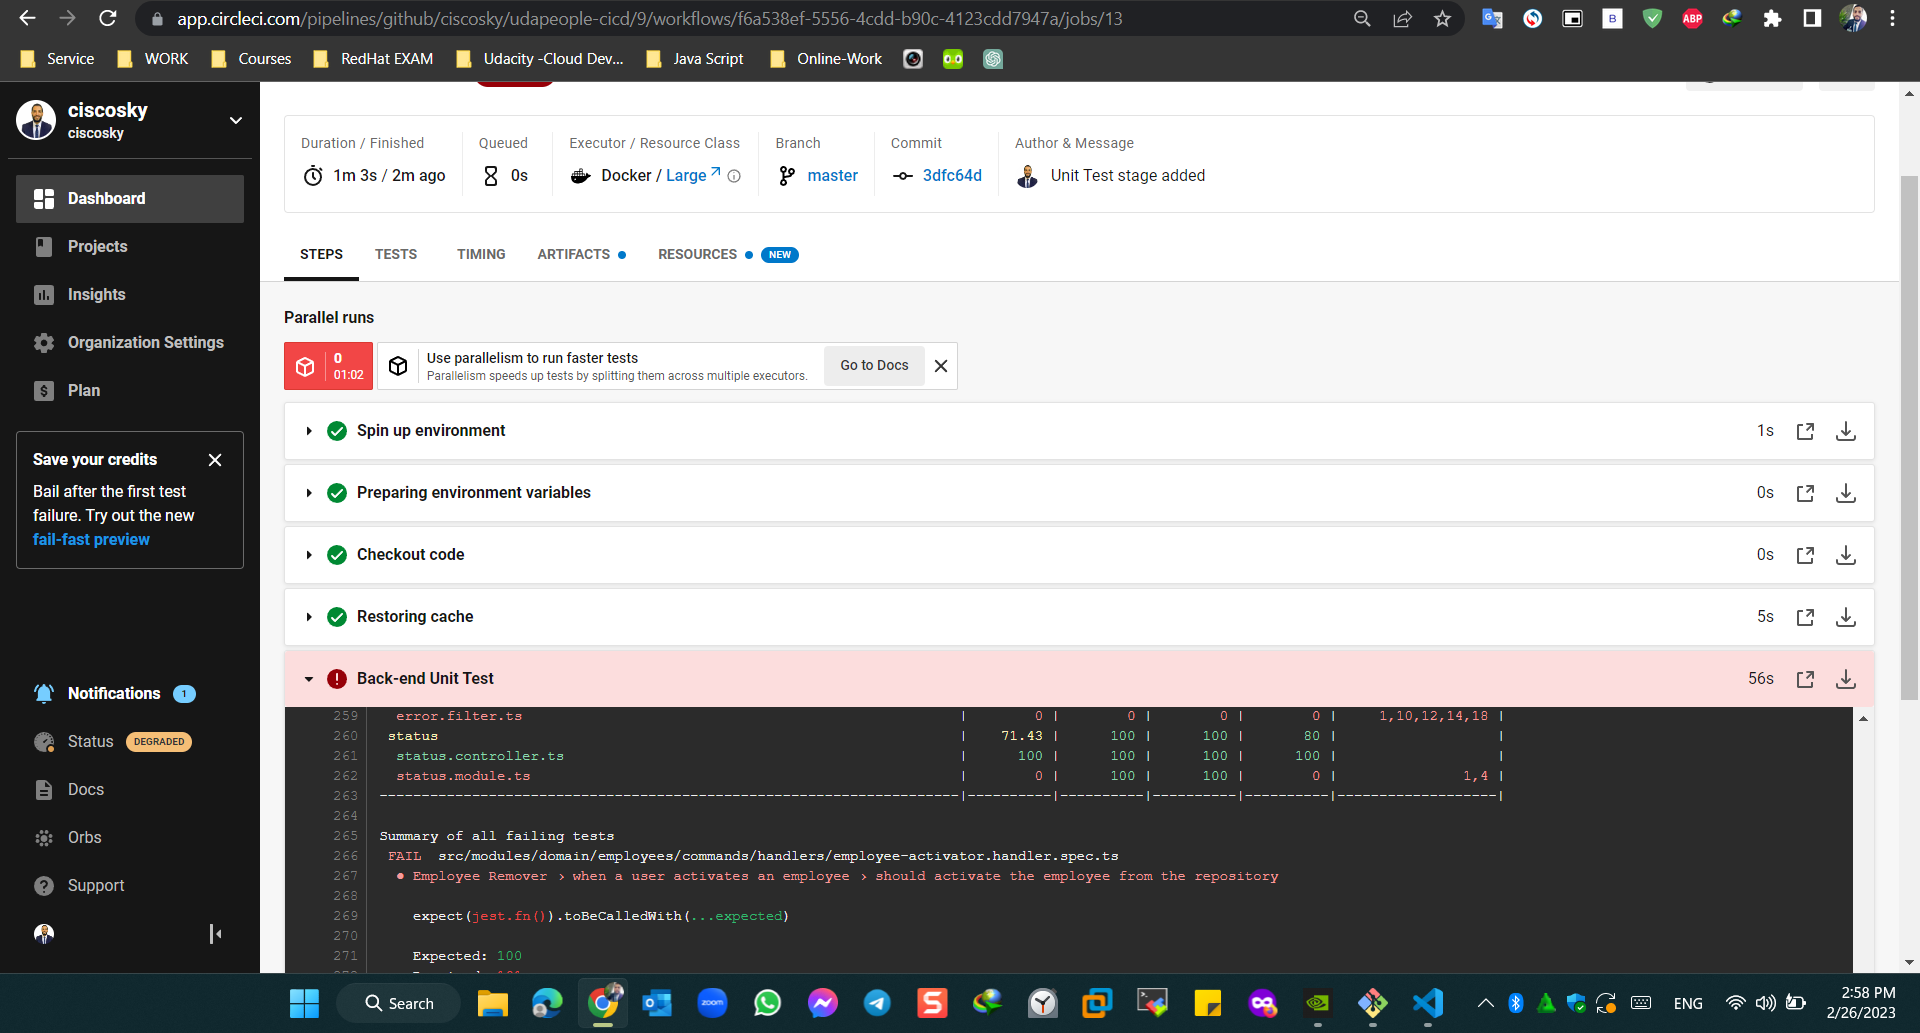 app.circleci.com/pipelines/github/ciscosky/udapeople-cicd/9/workflows/f6a538ef-5556-4cdd-b90c-4123cdd7947a/jobs/13
B
ABP
Service
WORK
Courses
RedHat EXAM
Udacity -Cloud Dev...
Java Script
Online-Work
ciscosky
ciscosky
Dashboard
Projects
Insights
Organization Settings
Plan
Save your credits
Bail after the first test
failure. Try out the new
fail-fast preview
Notifications 1
Status DEGRADED
Docs
Orbs
Support
Duration / Finished
1m 3s / 2m ago
Queued
0s
Executor / Resource Class
Docker / Large
Branch
master
Commit
3dfc64d
Author & Message
Unit Test stage added
STEPS
TESTS
TIMING
ARTIFACTS
RESOURCES
NEW
Parallel runs
0
01:02
Use parallelism to run faster tests
Parallelism speeds up tests by splitting them across multiple executors.
Go to Docs
Spin up environment 1s
Preparing environment variables 0s
Checkout code 0s
Restoring cache 5s
Back-end Unit Test 56s
259 error.filter.ts | 0 | 0 | 0 | 0 | 1,10,12,14,18 |
260 status | 71.43 | 100 | 100 | 80 | |
261 status.controller.ts | 100 | 100 | 100 | 100 | |
262 status.module.ts | 0 | 100 | 100 | 0 | 1,4 |
263 ---------------------------------------------------------------------|----------|----------|----------|----------|-------------------|
264
265 Summary of all failing tests
266 FAIL src/modules/domain/employees/commands/handlers/employee-activator.handler.spec.ts
267 ● Employee Remover › when a user activates an employee › should activate the employee from the repository
268
269 expect(jest.fn()).toBeCalledWith(...expected)
270
271 Expected: 100
Search
zoom
ENG
2:58 PM
2/26/2023